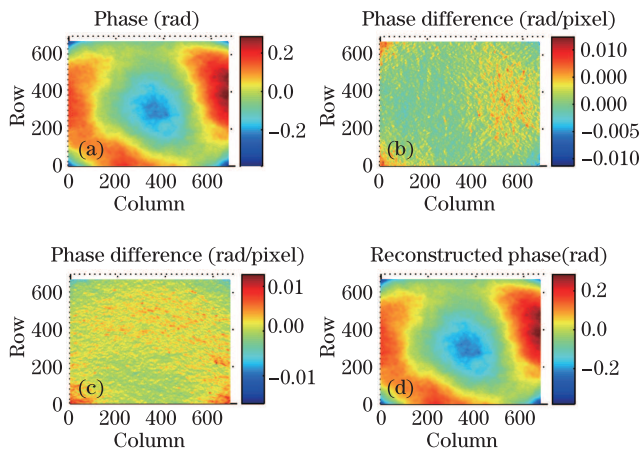 Phase (rad)
Phase difference (rad/pixel)
600
400
200
0
Row
(a)
0 200 400 600
Column
0.2
0.0
−0.2
600
400
200
0
Row
(b)
0 200 400 600
Column
0.010
0.000
0.000
−0.005
−0.010
Phase difference (rad/pixel)
Reconstructed phase(rad)
600
400
200
0
Row
(c)
0 200 400 600
Column
0.01
0.00
−0.01
600
400
200
0
Row
(d)
0 200 400 600
Column
0.2
0.0
−0.2